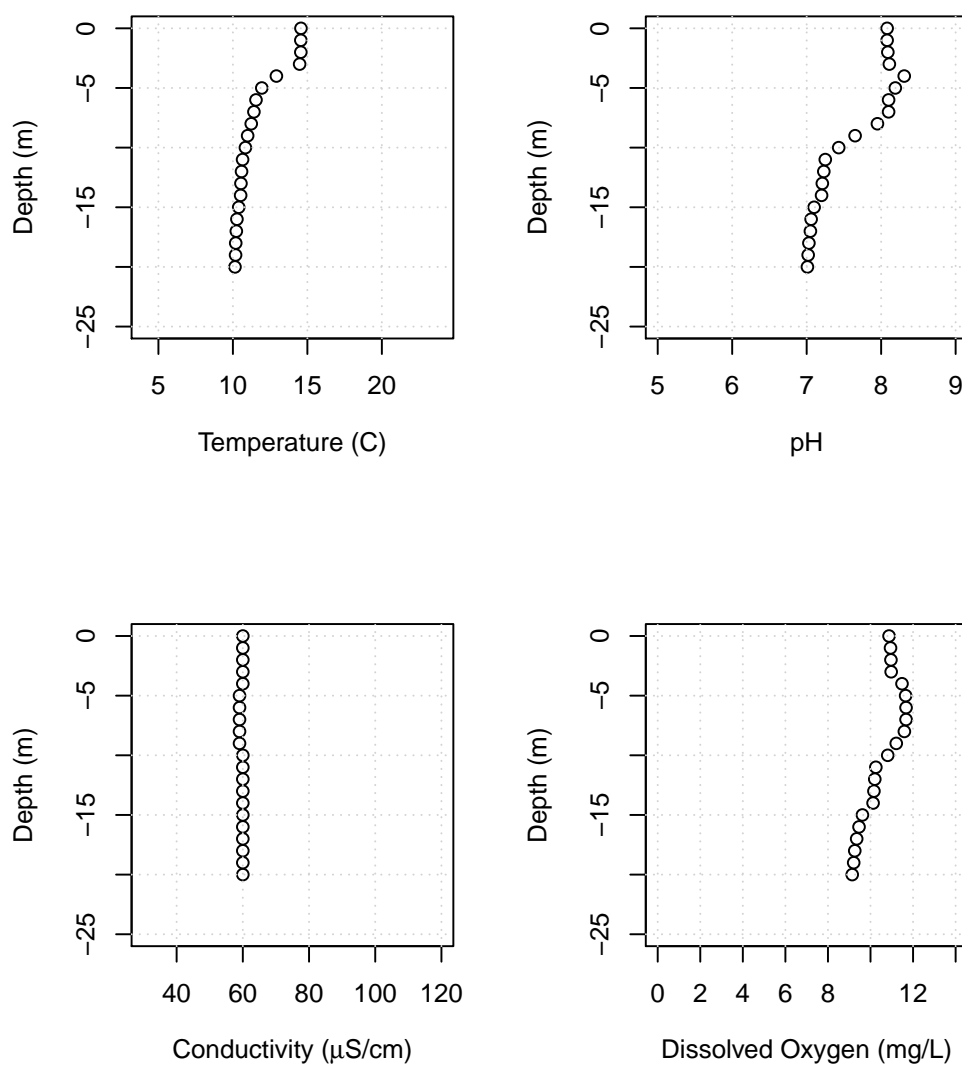 0
−5
−15
−25
Depth (m)
5 10 15 20
Temperature (C)
0
−5
−15
−25
Depth (m)
5 6 7 8 9
pH
0
−5
−15
−25
Depth (m)
40 60 80 100 120
Conductivity (μS/cm)
0
−5
−15
−25
Depth (m)
0 2 4 6 8 12
Dissolved Oxygen (mg/L)